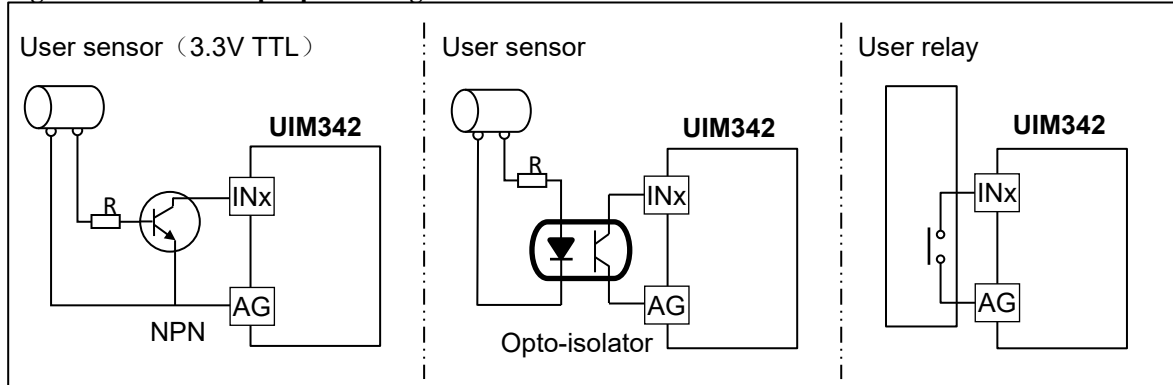 User sensor（3.3V TTL）
UIM342
R
INx
AG
NPN
User sensor
UIM342
R
INx
AG
Opto-isolator
User relay
UIM342
INx
AG